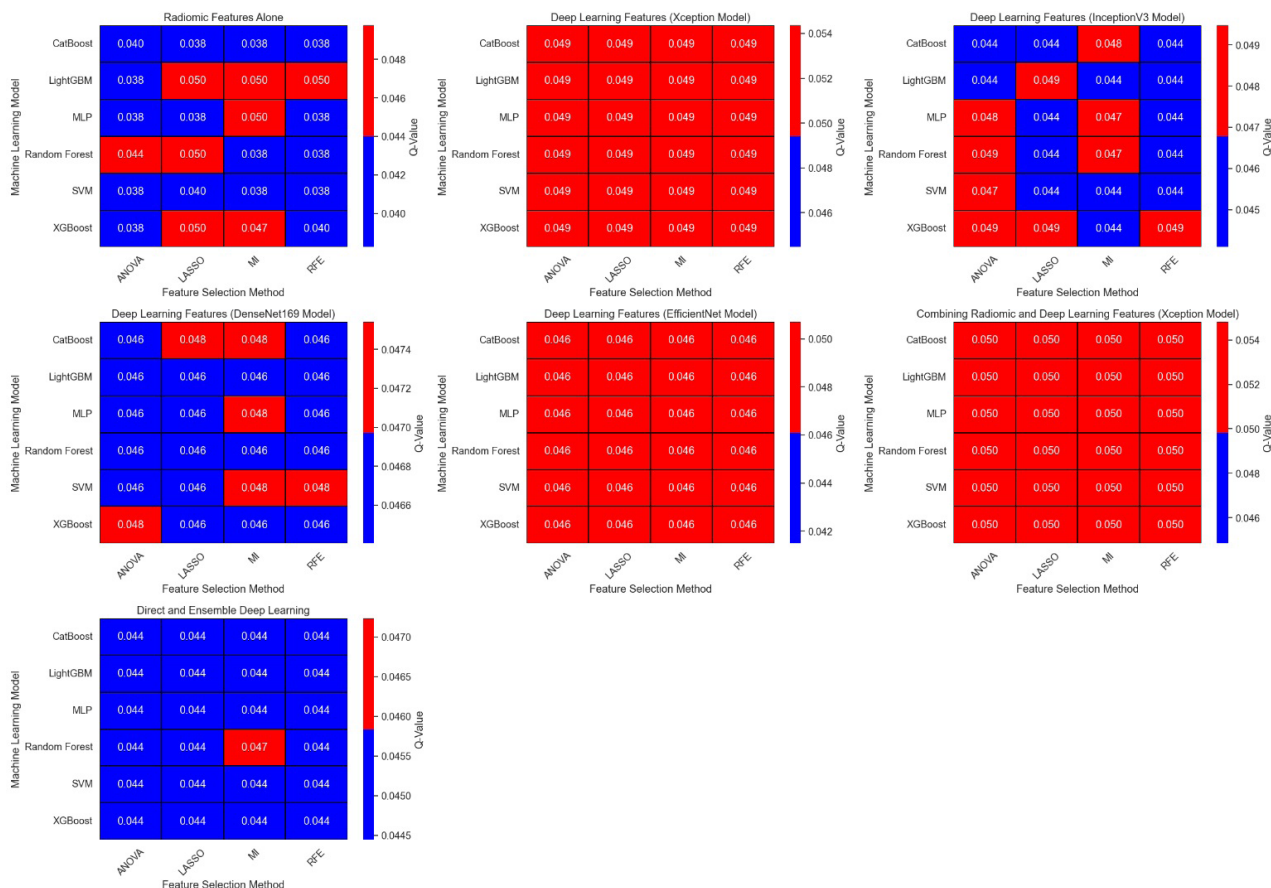 Radiomic Features Alone
Machine Learning Model
CatBoost 0.040 0.038 0.038 0.038
LightGBM 0.038 0.050 0.050 0.050
MLP 0.038 0.038 0.050 0.038
Random Forest 0.044 0.050 0.038 0.038
SVM 0.038 0.040 0.038 0.038
XGBoost 0.038 0.050 0.047 0.040
ANOVA LASSO MI RFE
Feature Selection Method
0.048
0.046
0.044
0.042
0.040
Q-Value
Deep Learning Features (Xception Model)
Machine Learning Model
CatBoost 0.049 0.049 0.049 0.049
LightGBM 0.049 0.049 0.049 0.049
MLP 0.049 0.049 0.049 0.049
Random Forest 0.049 0.049 0.049 0.049
SVM 0.049 0.049 0.049 0.049
XGBoost 0.049 0.049 0.049 0.049
ANOVA LASSO MI RFE
Feature Selection Method
0.054
0.052
0.050
0.048
0.046
Q-Value
Deep Learning Features (InceptionV3 Model)
Machine Learning Model
CatBoost 0.044 0.044 0.048 0.044
LightGBM 0.044 0.049 0.044 0.044
MLP 0.048 0.044 0.047 0.044
Random Forest 0.049 0.044 0.047 0.044
SVM 0.047 0.044 0.044 0.044
XGBoost 0.049 0.049 0.044 0.049
ANOVA LASSO MI RFE
Feature Selection Method
0.049
0.048
0.047
0.046
0.045
Q-Value
Deep Learning Features (DenseNet169 Model)
Machine Learning Model
CatBoost 0.046 0.048 0.048 0.046
LightGBM 0.046 0.046 0.046 0.046
MLP 0.046 0.046 0.048 0.046
Random Forest 0.046 0.046 0.046 0.046
SVM 0.046 0.046 0.048 0.048
XGBoost 0.048 0.046 0.046 0.046
ANOVA LASSO MI RFE
Feature Selection Method
0.0474
0.0472
0.0470
0.0468
0.0466
Q-Value
Deep Learning Features (EfficientNet Model)
Machine Learning Model
CatBoost 0.046 0.046 0.046 0.046
LightGBM 0.046 0.046 0.046 0.046
MLP 0.046 0.046 0.046 0.046
Random Forest 0.046 0.046 0.046 0.046
SVM 0.046 0.046 0.046 0.046
XGBoost 0.046 0.046 0.046 0.046
ANOVA LASSO MI RFE
Feature Selection Method
0.050
0.048
0.046
0.044
0.042
Q-Value
Combining Radiomic and Deep Learning Features (Xception Model)
Machine Learning Model
CatBoost 0.050 0.050 0.050 0.050
LightGBM 0.050 0.050 0.050 0.050
MLP 0.050 0.050 0.050 0.050
Random Forest 0.050 0.050 0.050 0.050
SVM 0.050 0.050 0.050 0.050
XGBoost 0.050 0.050 0.050 0.050
ANOVA LASSO MI RFE
Feature Selection Method
0.054
0.052
0.050
0.048
0.046
Q-Value
Direct and Ensemble Deep Learning
Machine Learning Model
CatBoost 0.044 0.044 0.044 0.044
LightGBM 0.044 0.044 0.044 0.044
MLP 0.044 0.044 0.044 0.044
Random Forest 0.044 0.044 0.047 0.044
SVM 0.044 0.044 0.044 0.044
XGBoost 0.044 0.044 0.044 0.044
ANOVA LASSO MI RFE
Feature Selection Method
0.0470
0.0465
0.0460
0.0455
0.0450
0.0445
Q-Value